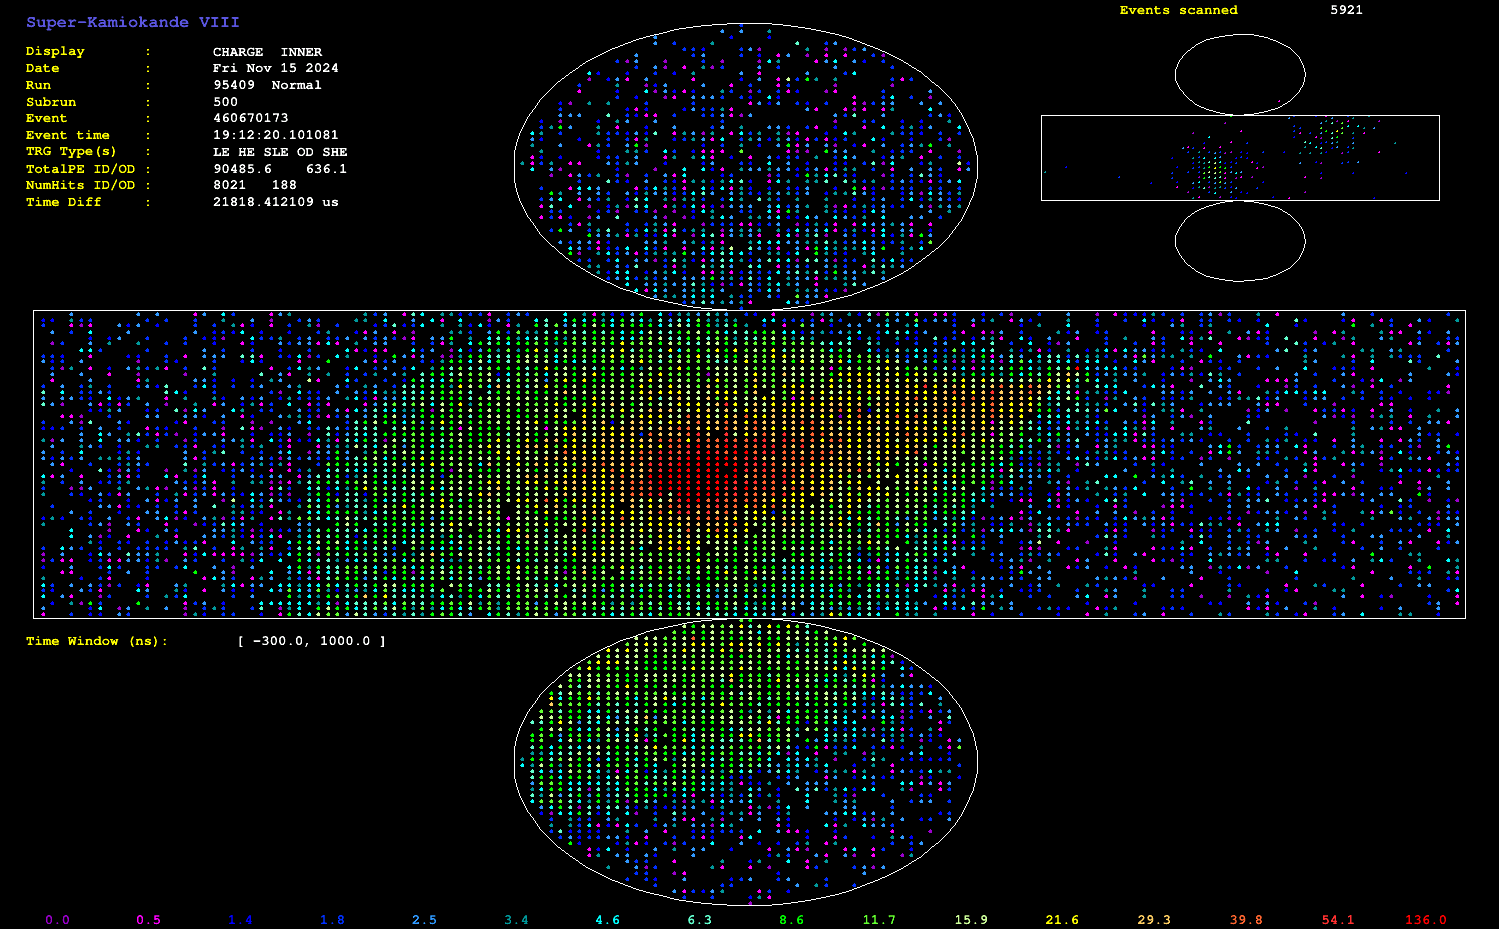 Super-Kamiokande VIII
Events scanned 5921
Display : CHARGE INNER
Date : Fri Nov 15 2024
Run : 95409 Normal
Subrun : 500
Event : 460670173
Event time : 19:12:20.101081
TRG Type(s) : LE HE SLE OD SHE
TotalPE ID/OD : 90485.6 636.1
NumHits ID/OD : 8021 188
Time Diff : 21818.412109 us
Time Window (ns): [ -300.0, 1000.0 ]
0.0 0.5 1.4 1.8 2.5 3.4 4.6 6.3 8.6 11.7 15.9 21.6 29.3 39.8 54.1 136.0